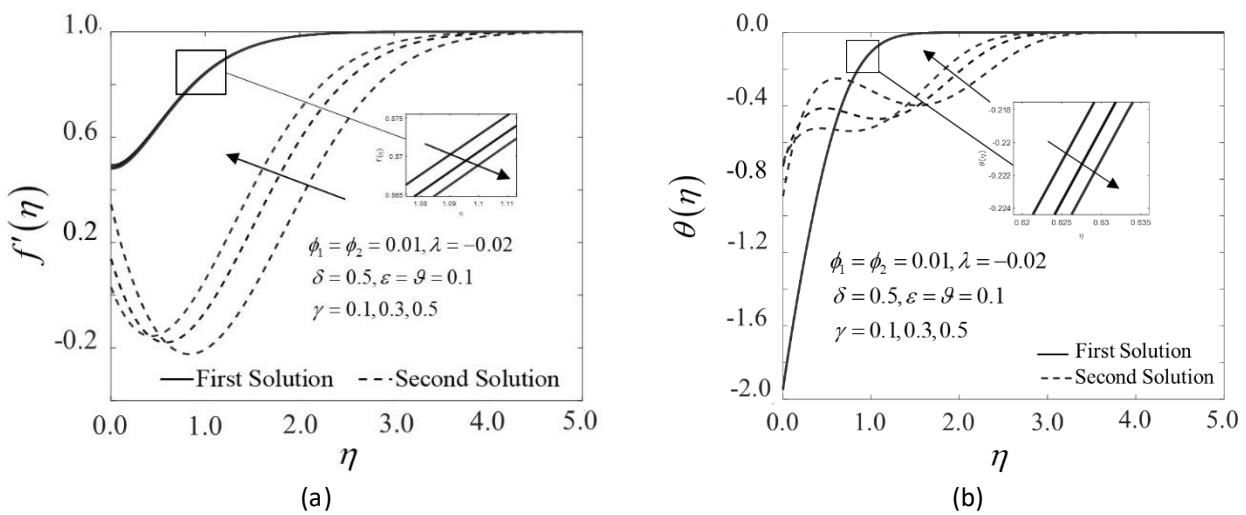 1.0
0.6
0.2
-0.2
f'(η)
0.875
0.87
0.865
f'(η)
1.08 1.09 1.1 1.11
η
ϕ₁ = ϕ₂ = 0.01, λ = −0.02
δ = 0.5, ε = ϑ = 0.1
γ = 0.1, 0.3, 0.5
First Solution Second Solution
0.0 1.0 2.0 3.0 4.0 5.0
η
(a)
0.0
-0.4
-0.8
-1.2
-1.6
-2.0
θ(η)
-0.218
-0.22
-0.222
-0.224
θ(η)
0.82 0.825 0.83 0.835
η
ϕ₁ = ϕ₂ = 0.01, λ = −0.02
δ = 0.5, ε = ϑ = 0.1
γ = 0.1, 0.3, 0.5
First Solution
Second Solution
0.0 1.0 2.0 3.0 4.0 5.0
η
(b)